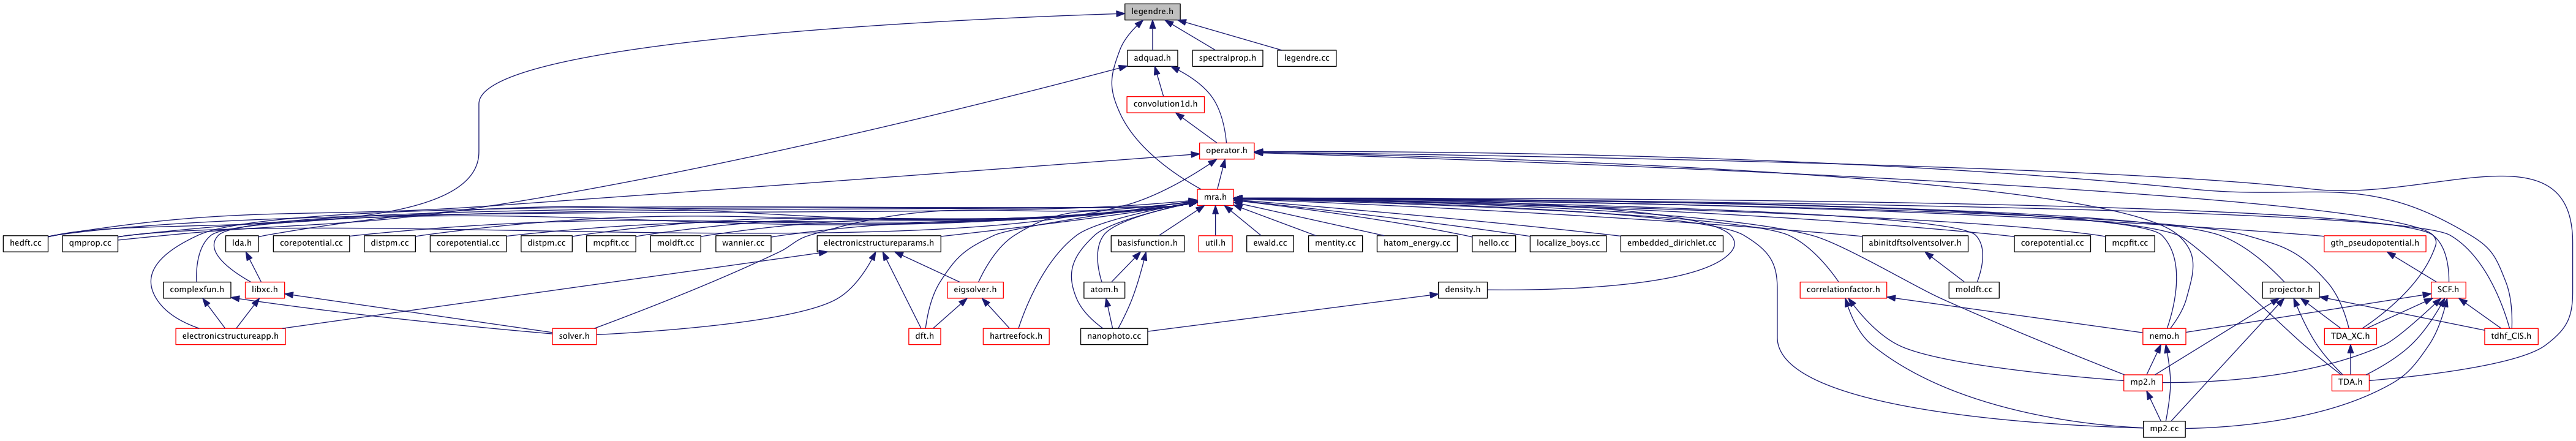 legendre.h
adquad.h
spectralprop.h
legendre.cc
convolution1d.h
operator.h
mra.h
hedft.cc
qmprop.cc
lda.h
corepotential.cc
distpm.cc
corepotential.cc
distpm.cc
mcpfit.cc
moldft.cc
wannier.cc
electronicstructureparams.h
basisfunction.h
util.h
ewald.cc
mentity.cc
hatom_energy.cc
hello.cc
localize_boys.cc
embedded_dirichlet.cc
abinitdftsolventsolver.h
corepotential.cc
mcpfit.cc
gth_pseudopotential.h
complexfun.h
libxc.h
eigsolver.h
atom.h
density.h
correlationfactor.h
moldft.cc
projector.h
SCF.h
electronicstructureapp.h
solver.h
dft.h
hartreefock.h
nanophoto.cc
nemo.h
TDA_XC.h
tdhf_CIS.h
mp2.h
TDA.h
mp2.cc